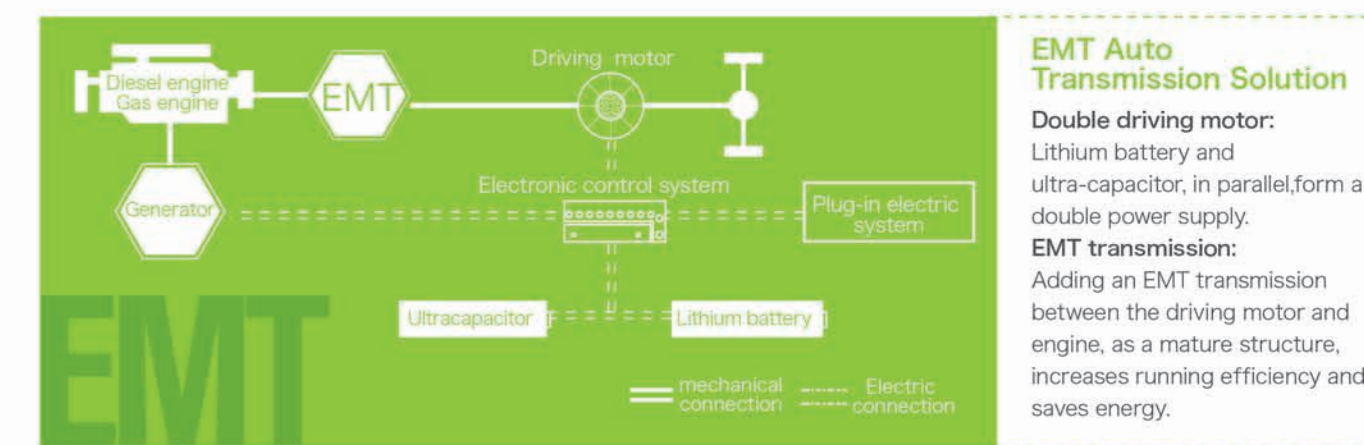 Diesel engine
Gas engine
EMT
Driving motor
Generator
Electronic control system
Plug-in electric
system
Ultracapacitor
Lithium battery
mechanical
connection
Electric
connection
EMT
EMT Auto
Transmission Solution
Double driving motor:
Lithium battery and
ultra-capacitor, in parallel,form a
double power supply.
EMT transmission:
Adding an EMT transmission
between the driving motor and
engine, as a mature structure,
increases running efficiency and
saves energy.